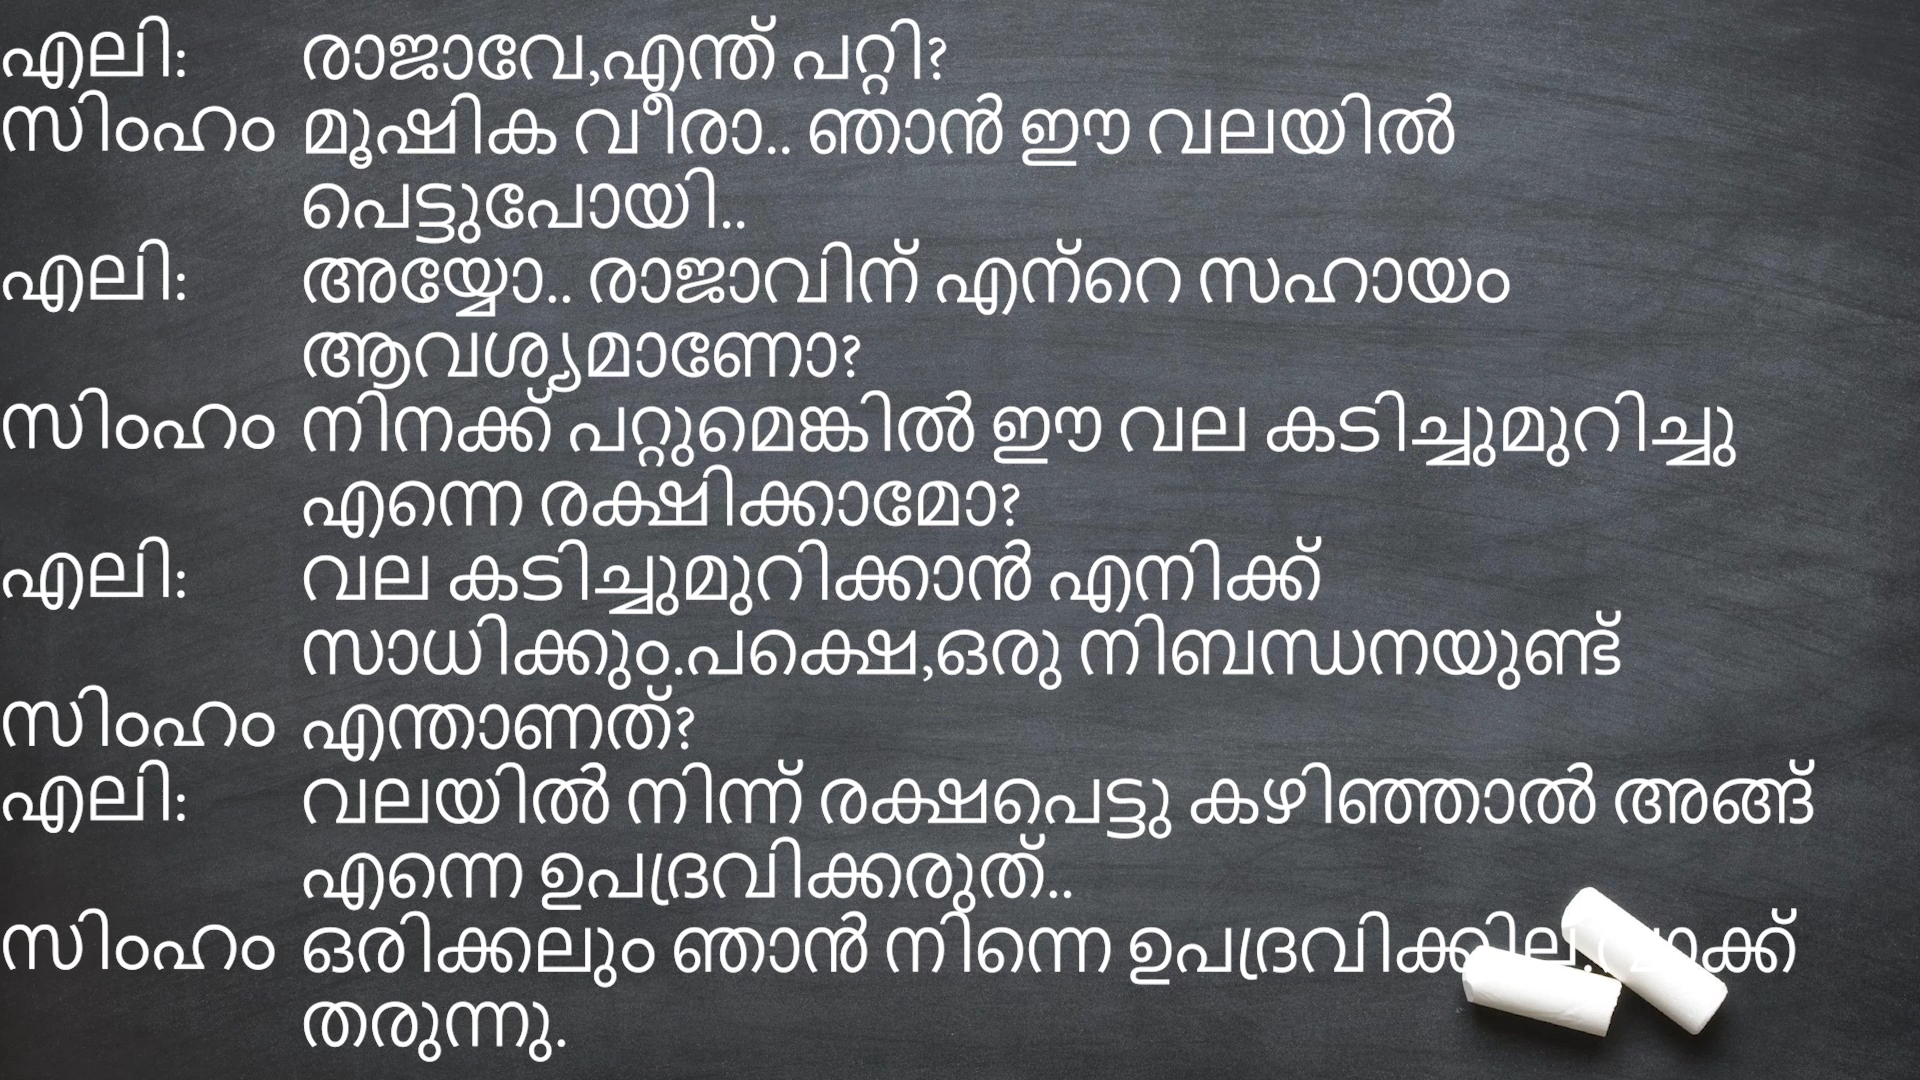 എലി: രാജാവേ,എന്ത് പറ്റി?
സിംഹം മൂഷിക വീരാ.. ഞാൻ ഈ വലയിൽ
പെട്ടുപോയി..
എലി: അയ്യോ.. രാജാവിന് എന്റെ സഹായം
ആവശ്യമാണോ?
സിംഹം നിനക്ക് പറ്റുമെങ്കിൽ ഈ വല കടിച്ചുമുറിച്ചു
എന്നെ രക്ഷിക്കാമോ?
എലി: വല കടിച്ചുമുറിക്കാൻ എനിക്ക്
സാധിക്കും.പക്ഷെ,ഒരു നിബന്ധനയുണ്ട്
സിംഹം എന്താണത്?
എലി: വലയിൽ നിന്ന് രക്ഷപെട്ടു കഴിഞ്ഞാൽ അങ്ങ്
എന്നെ ഉപദ്രവിക്കരുത്..
സിംഹം ഒരിക്കലും ഞാൻ നിന്നെ ഉപദ്രവിക്കില്ല.വാക്ക്
തരുന്നു.